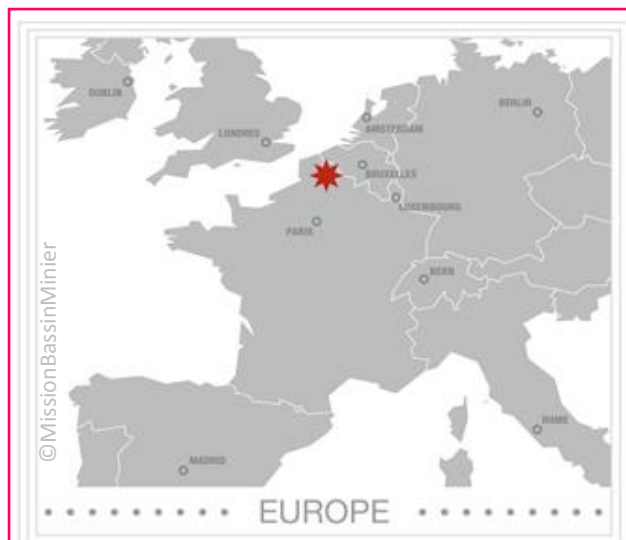 DUBLIN
BERLIN
AMSTERDAM
LONDRES
BRUXELLES
LUXEMBOURG
PARIS
BERN
ROME
MADRID
©MissionBassinMinier
EUROPE